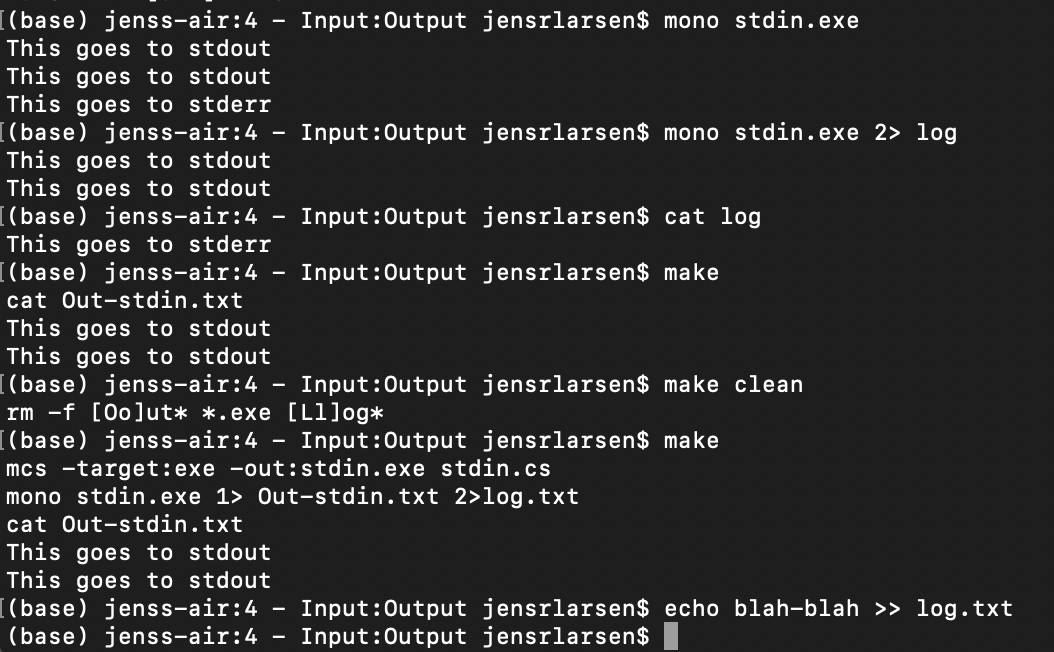 [(base) jenss-air:4 - Input:Output jensrlarsen$ mono stdin.exe
This goes to stdout
This goes to stdout
This goes to stderr
[(base) jenss-air:4 - Input:Output jensrlarsen$ mono stdin.exe 2> log
This goes to stdout
This goes to stdout
[(base) jenss-air:4 - Input:Output jensrlarsen$ cat log
This goes to stderr
[(base) jenss-air:4 - Input:Output jensrlarsen$ make
cat Out-stdin.txt
This goes to stdout
This goes to stdout
[(base) jenss-air:4 - Input:Output jensrlarsen$ make clean
rm -f [Oo]ut* *.exe [Ll]og*
[(base) jenss-air:4 - Input:Output jensrlarsen$ make
mcs -target:exe -out:stdin.exe stdin.cs
mono stdin.exe 1> Out-stdin.txt 2>log.txt
cat Out-stdin.txt
This goes to stdout
This goes to stdout
[(base) jenss-air:4 - Input:Output jensrlarsen$ echo blah-blah >> log.txt
(base) jenss-air:4 - Input:Output jensrlarsen$